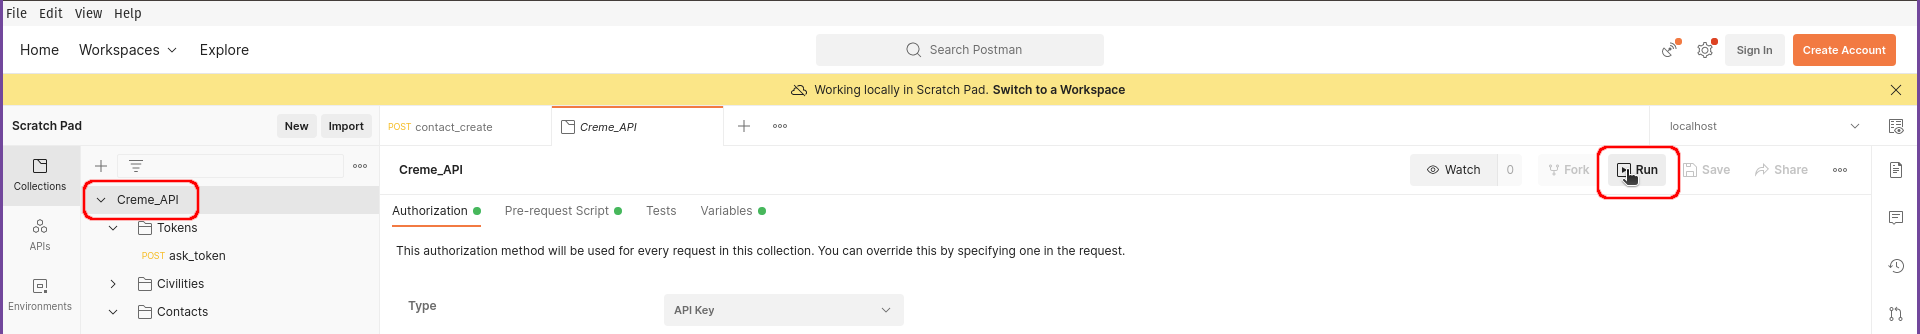 File Edit View Help
Home Workspaces Explore Search Postman Sign In Create Account
Working locally in Scratch Pad. Switch to a Workspace
Scratch Pad New Import POST contact_create Creme_API localhost
Creme_API Watch 0 Fork Run Save Share
Collections
Creme_API
Authorization Pre-request Script Tests Variables
Tokens
APIs
This authorization method will be used for every request in this collection. You can override this by specifying one in the request.
POST ask_token
Civilities
Environments
Type API Key
Contacts